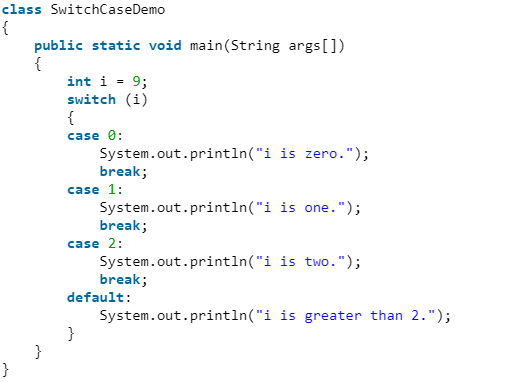 class SwitchCaseDemo
{
    public static void main(String args[])
    {
        int i = 9;
        switch (i)
        {
        case 0:
            System.out.println("i is zero.");
            break;
        case 1:
            System.out.println("i is one.");
            break;
        case 2:
            System.out.println("i is two.");
            break;
        default:
            System.out.println("i is greater than 2.");
        }
    }
}